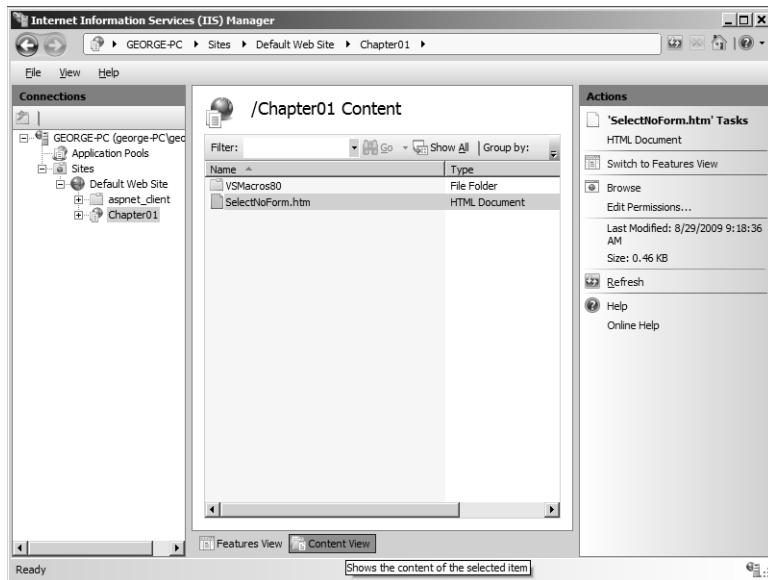 Internet Information Services (IIS) Manager
GEORGE-PC Sites Default Web Site Chapter01
File View Help
Connections
GEORGE-PC (george-PC\geo
Application Pools
Sites
Default Web Site
aspnet_client
Chapter01
/Chapter01 Content
Filter: Go Show All Group by:
Name Type
VSMacros80 File Folder
SelectNoForm.htm HTML Document
Features View Content View
Actions
'SelectNoForm.htm' Tasks
HTML Document
Switch to Features View
Browse
Edit Permissions...
Last Modified: 8/29/2009 9:18:36
AM
Size: 0.46 KB
Refresh
Help
Online Help
Ready
Shows the content of the selected item